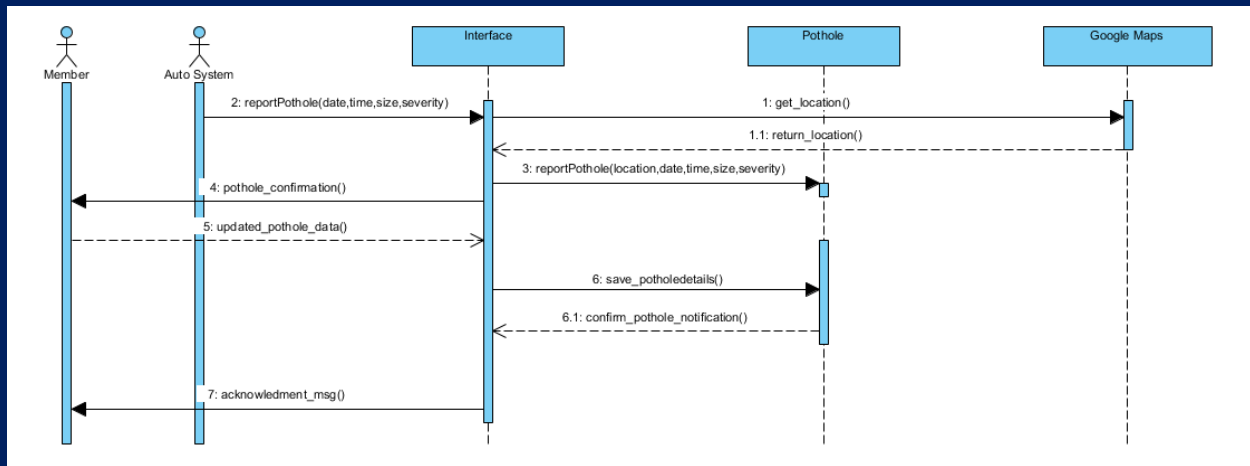 Interface
Pothole
Google Maps
Member
Auto System
2: reportPothole(date,time,size,severity)
1: get_location()
1.1: return_location()
3: reportPothole(location,date,time,size,severity)
4: pothole_confirmation()
5: updated_pothole_data()
6: save_potholedetails()
6.1: confirm_pothole_notification()
7: acknowledment_msg()